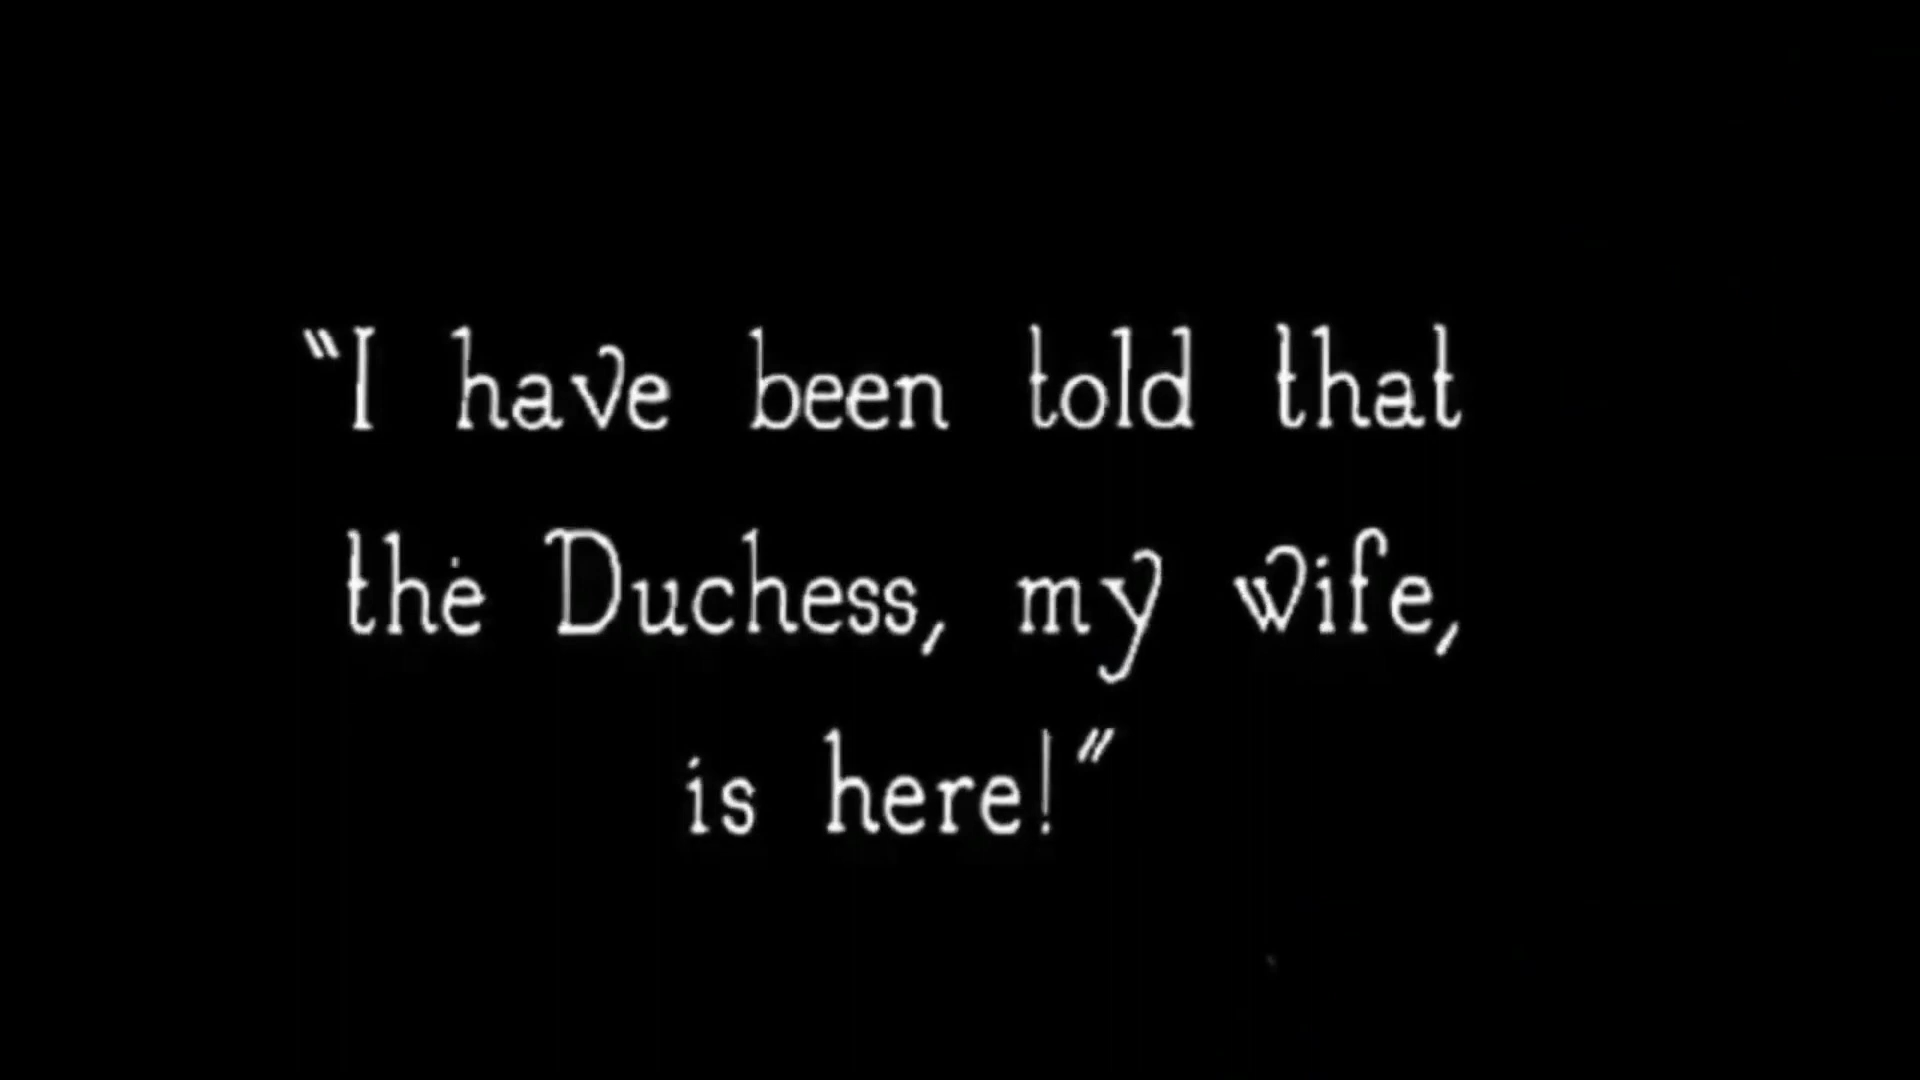 "I have been told that
the Duchess, my wife,
is here!"